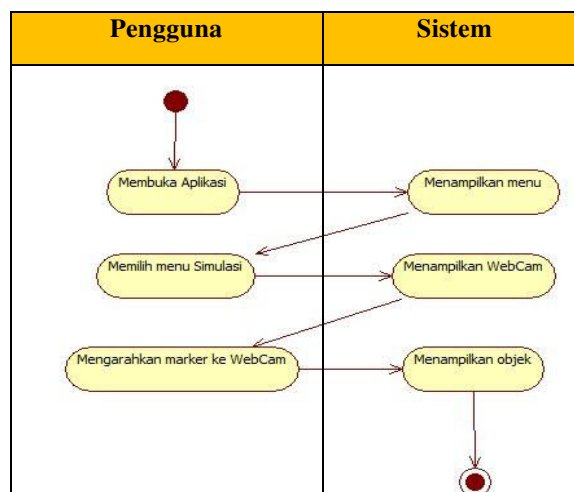 Pengguna
Sistem
Membuka Aplikasi
Menampilkan menu
Memilih menu Simulasi
Menampilkan WebCam
Mengarahkan marker ke WebCam
Menampilkan objek